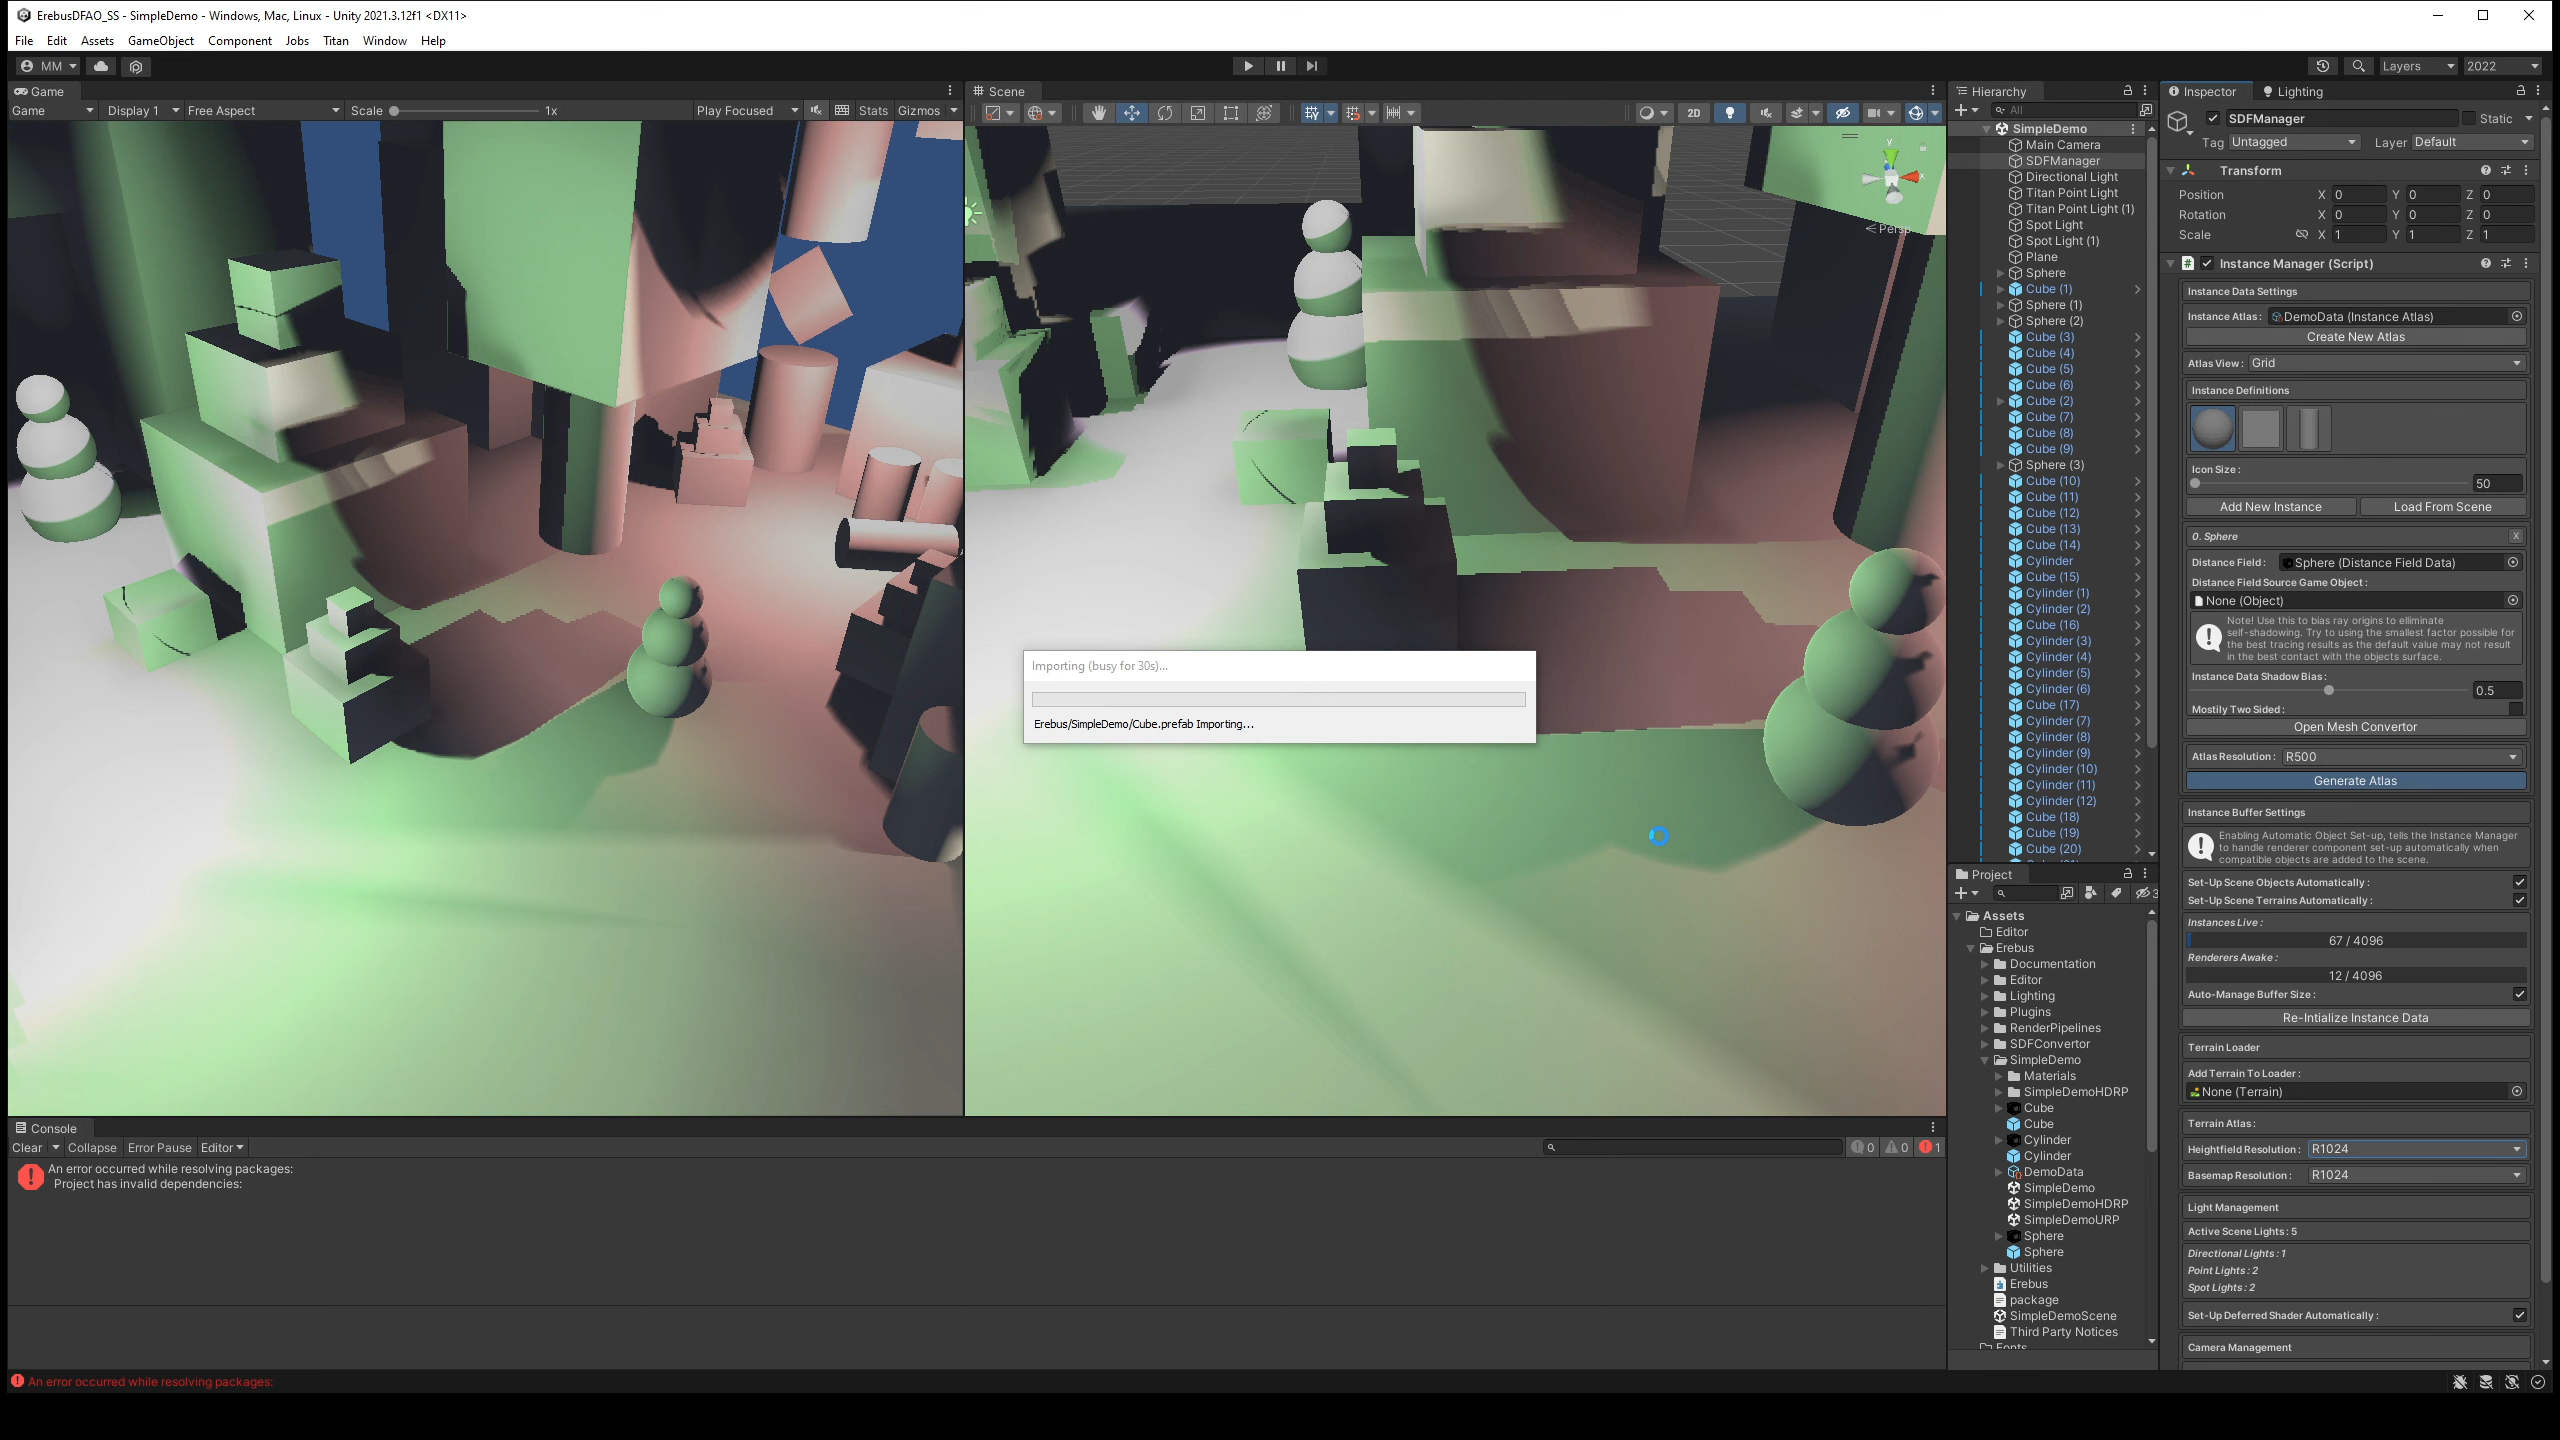 ErebusDFAO_SS - SimpleDemo - Windows, Mac, Linux - Unity 2021.3.12f1 <DX11>
File Edit Assets GameObject Component Jobs Titan Window Help
MM Layers 2022
Game
Game Display 1 Free Aspect Scale 1x Play Focused Stats Gizmos
Scene
2D
y
x
Persp
Importing (busy for 30s)...
Erebus/SimpleDemo/Cube.prefab Importing...
Console
Clear Collapse Error Pause Editor 0 0 1
An error occurred while resolving packages:
Project has invalid dependencies:
An error occurred while resolving packages:
Hierarchy
All
SimpleDemo
Main Camera
SDFManager
Directional Light
Titan Point Light
Titan Point Light (1)
Spot Light
Spot Light (1)
Plane
Sphere
Cube (1)
Sphere (1)
Sphere (2)
Cube (3)
Cube (4)
Cube (5)
Cube (6)
Cube (2)
Cube (7)
Cube (8)
Cube (9)
Sphere (3)
Cube (10)
Cube (11)
Cube (12)
Cube (13)
Cube (14)
Cylinder
Cube (15)
Cylinder (1)
Cylinder (2)
Cube (16)
Cylinder (3)
Cylinder (4)
Cylinder (5)
Cylinder (6)
Cube (17)
Cylinder (7)
Cylinder (8)
Cylinder (9)
Cylinder (10)
Cylinder (11)
Cylinder (12)
Cube (18)
Cube (19)
Cube (20)
Project
3
Assets
Editor
Erebus
Documentation
Editor
Lighting
Plugins
RenderPipelines
SDFConvertor
SimpleDemo
Materials
SimpleDemoHDRP
Cube
Cube
Cylinder
Cylinder
DemoData
SimpleDemo
SimpleDemoHDRP
SimpleDemoURP
Sphere
Sphere
Utilities
Erebus
package
SimpleDemoScene
Third Party Notices
Fonts
Inspector Lighting
SDFManager Static
Tag Untagged Layer Default
Transform
Position X 0 Y 0 Z 0
Rotation X 0 Y 0 Z 0
Scale X 1 Y 1 Z 1
Instance Manager (Script)
Instance Data Settings
Instance Atlas : DemoData (Instance Atlas)
Create New Atlas
Atlas View : Grid
Instance Definitions
Icon Size :
50
Add New Instance Load From Scene
0. Sphere X
Distance Field : Sphere (Distance Field Data)
Distance Field Source Game Object :
None (Object)
Note! Use this to bias ray origins to elliminate
self-shadowing. Try to using the smallest factor possible for
the best tracing results as the default value may not result
in the best contact with the objects surface.
Instance Data Shadow Bias :
0.5
Mostly Two Sided :
Open Mesh Convertor
Atlas Resolution : R500
Generate Atlas
Instance Buffer Settings
Enabling Automatic Object Set-up, tells the Instance Manager
to handle renderer component set-up automatically when
compatible objects are added to the scene.
Set-Up Scene Objects Automatically :
Set-Up Scene Terrains Automatically :
Instances Live :
67 / 4096
Renderers Awake :
12 / 4096
Auto-Manage Buffer Size :
Re-Intialize Instance Data
Terrain Loader
Add Terrain To Loader :
None (Terrain)
Terrain Atlas :
Heightfield Resolution : R1024
Basemap Resolution : R1024
Light Management
Active Scene Lights : 5
Directional Lights : 1
Point Lights : 2
Spot Lights : 2
Set-Up Deferred Shader Automatically :
Camera Management